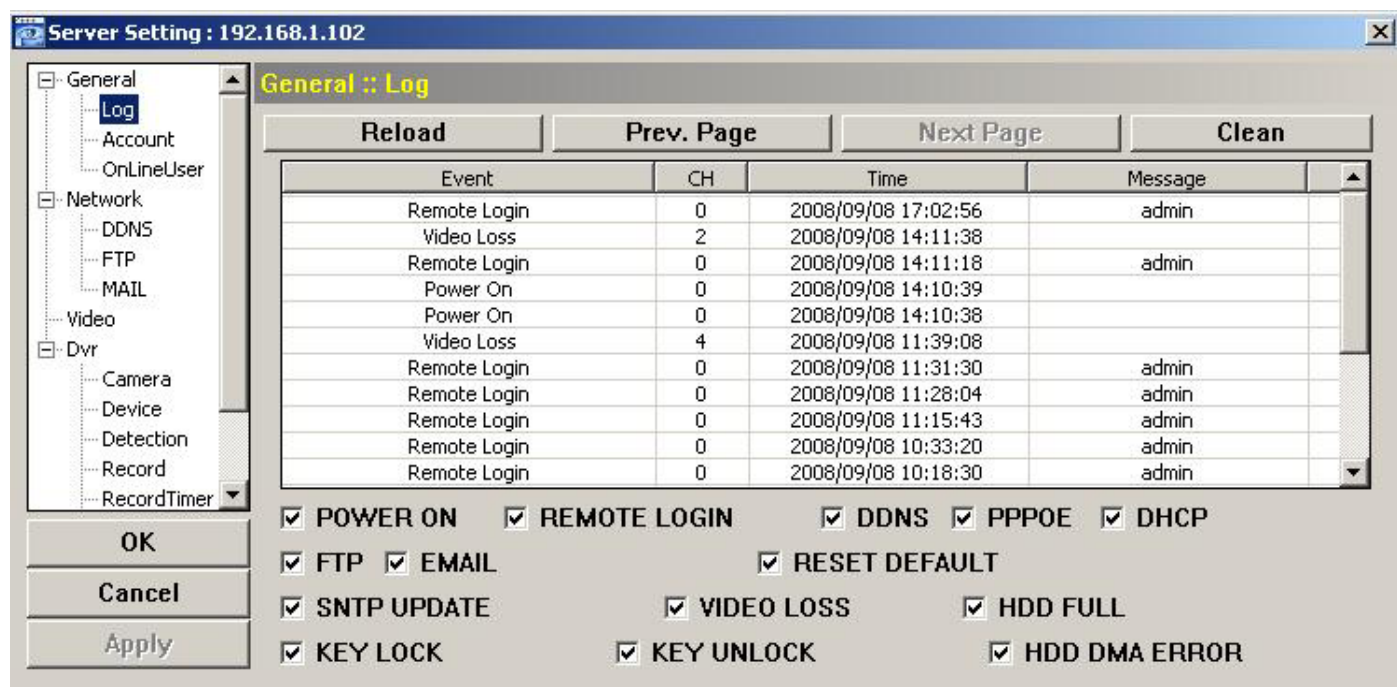 Server Setting : 192.168.1.102
General
Log
Account
OnLineUser
Network
DDNS
FTP
MAIL
Video
Dvr
Camera
Device
Detection
Record
RecordTimer
OK
Cancel
Apply
General :: Log
Reload Prev. Page Next Page Clean
Event CH Time Message
Remote Login 0 2008/09/08 17:02:56 admin
Video Loss 2 2008/09/08 14:11:38
Remote Login 0 2008/09/08 14:11:18 admin
Power On 0 2008/09/08 14:10:39
Power On 0 2008/09/08 14:10:38
Video Loss 4 2008/09/08 11:39:08
Remote Login 0 2008/09/08 11:31:30 admin
Remote Login 0 2008/09/08 11:28:04 admin
Remote Login 0 2008/09/08 11:15:43 admin
Remote Login 0 2008/09/08 10:33:20 admin
Remote Login 0 2008/09/08 10:18:30 admin
POWER ON REMOTE LOGIN DDNS PPPOE DHCP
FTP EMAIL RESET DEFAULT
SNTP UPDATE VIDEO LOSS HDD FULL
KEY LOCK KEY UNLOCK HDD DMA ERROR